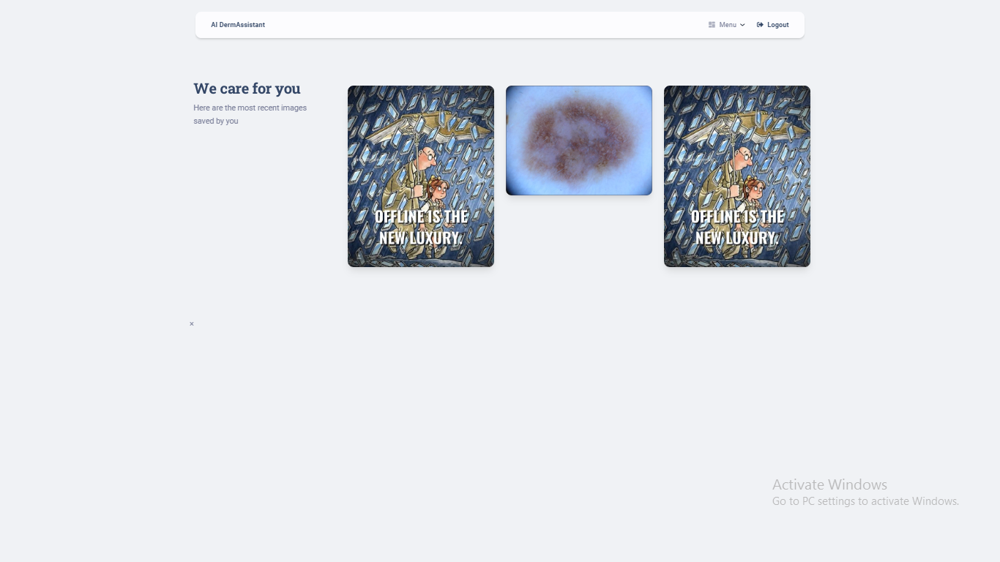 AI DermAssistant
Menu
Logout
We care for you
Here are the most recent images
saved by you
OFFLINE IS THE
NEW LUXURY.
OFFLINE IS THE
NEW LUXURY.
×
Activate Windows
Go to PC settings to activate Windows.